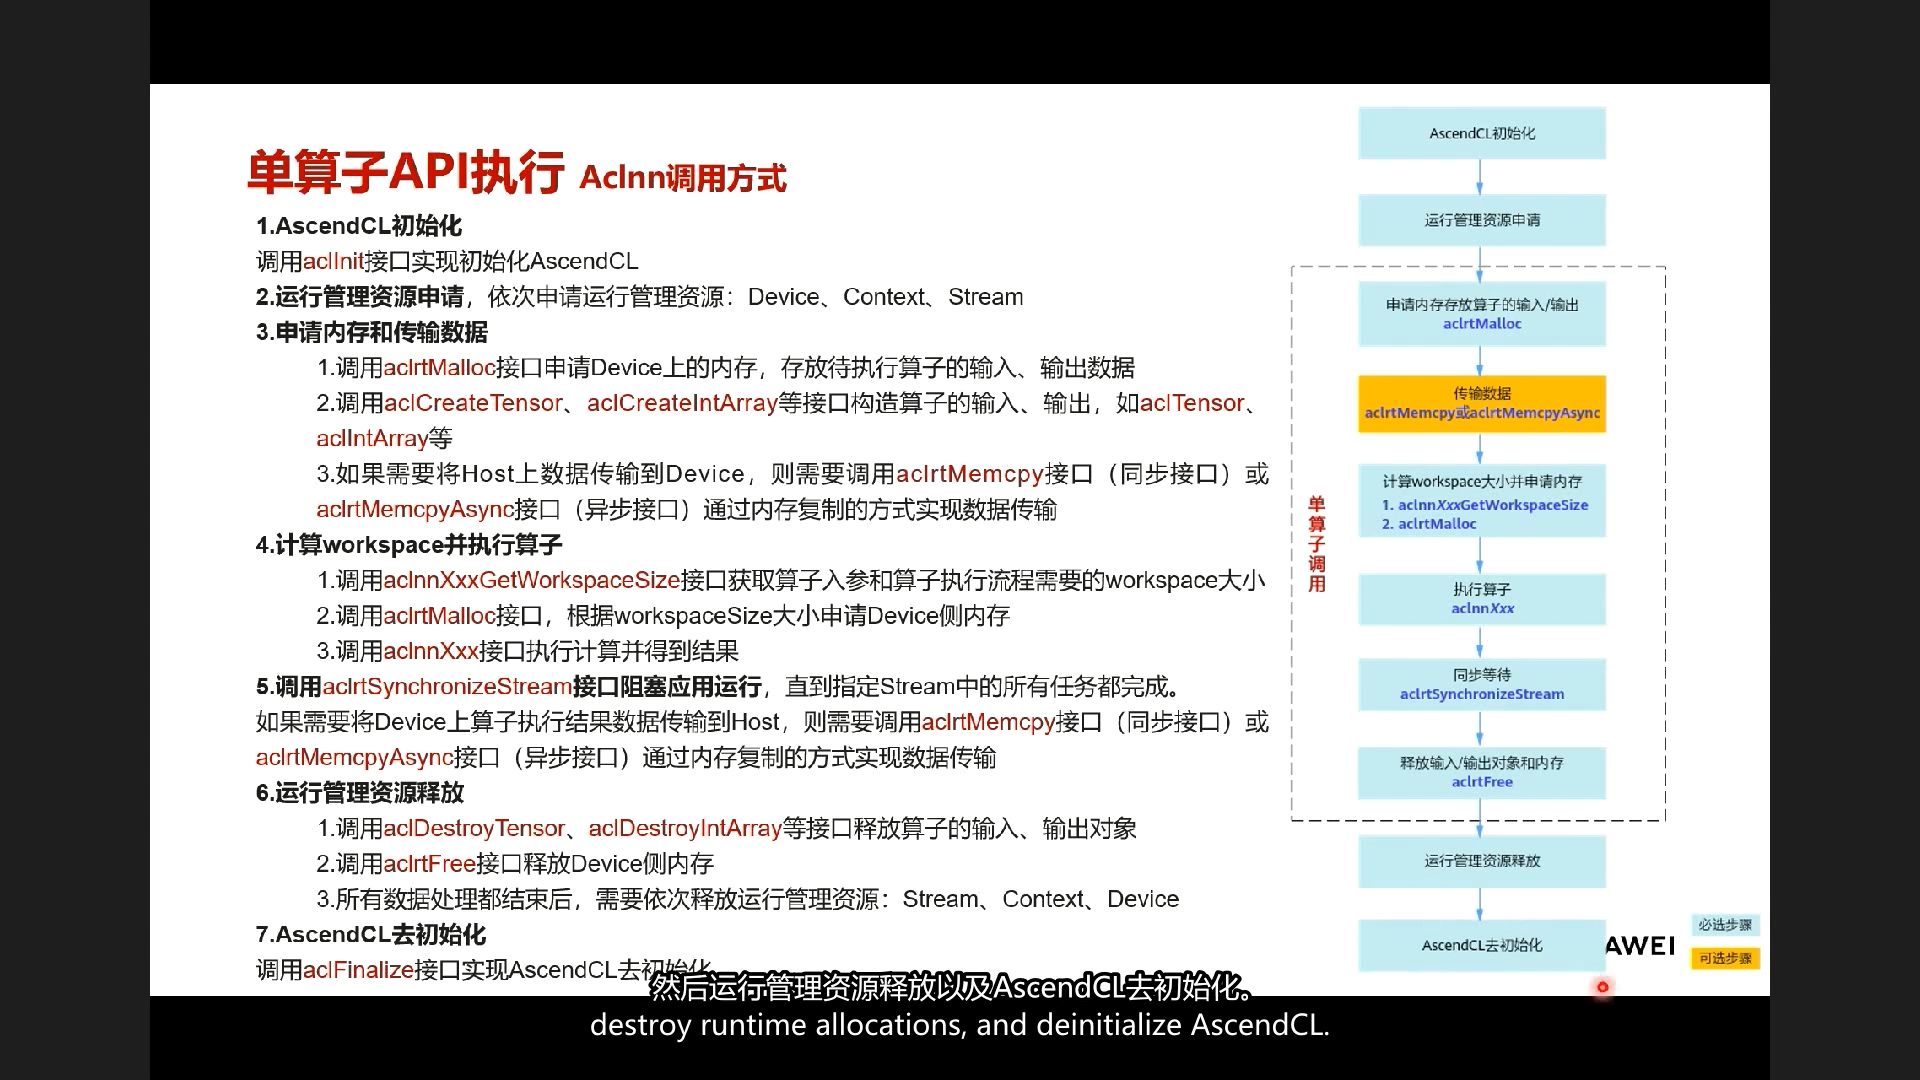 单算子API执行 Aclnn调用方式
1.AscendCL初始化
调用aclInit接口实现初始化AscendCL
2.运行管理资源申请，依次申请运行管理资源：Device、Context、Stream
3.申请内存和传输数据
1.调用aclrtMalloc接口申请Device上的内存，存放待执行算子的输入、输出数据
2.调用aclCreateTensor、aclCreateIntArray等接口构造算子的输入、输出，如aclTensor、
aclIntArray等
3.如果需要将Host上数据传输到Device，则需要调用aclrtMemcpy接口（同步接口）或
aclrtMemcpyAsync接口（异步接口）通过内存复制的方式实现数据传输
4.计算workspace并执行算子
1.调用aclnnXxxGetWorkspaceSize接口获取算子入参和算子执行流程需要的workspace大小
2.调用aclrtMalloc接口，根据workspaceSize大小申请Device侧内存
3.调用aclnnXxx接口执行计算并得到结果
5.调用aclrtSynchronizeStream接口阻塞应用运行，直到指定Stream中的所有任务都完成。
如果需要将Device上算子执行结果数据传输到Host，则需要调用aclrtMemcpy接口（同步接口）或
aclrtMemcpyAsync接口（异步接口）通过内存复制的方式实现数据传输
6.运行管理资源释放
1.调用aclDestroyTensor、aclDestroyIntArray等接口释放算子的输入、输出对象
2.调用aclrtFree接口释放Device侧内存
3.所有数据处理都结束后，需要依次释放运行管理资源：Stream、Context、Device
7.AscendCL去初始化
调用aclFinalize接口实现AscendCL去初始化
AscendCL初始化
运行管理资源申请
单算子调用
申请内存存放算子的输入/输出
aclrtMalloc
传输数据
aclrtMemcpy或aclrtMemcpyAsync
计算workspace大小并申请内存
1. aclnnXxxGetWorkspaceSize
2. aclrtMalloc
执行算子
aclnnXxx
同步等待
aclrtSynchronizeStream
释放输入/输出对象和内存
aclrtFree
运行管理资源释放
AscendCL去初始化
AWEI
必选步骤
可选步骤
然后运行管理资源释放以及AscendCL去初始化。
destroy runtime allocations, and deinitialize AscendCL.